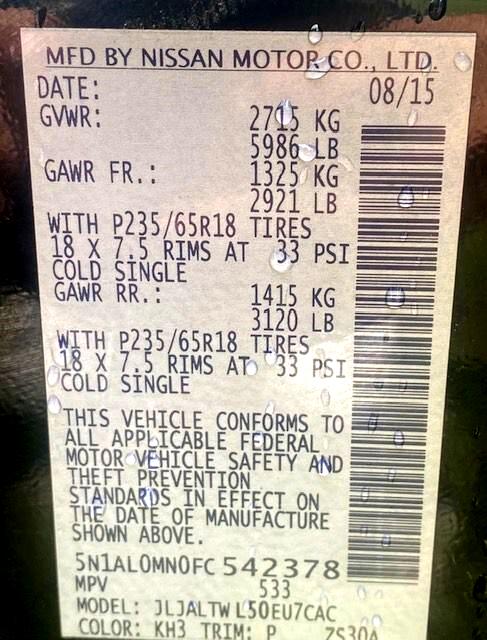 MFD BY NISSAN MOTOR CO., LTD.
DATE: 08/15
GVWR: 2715 KG
5986 LB
GAWR FR.: 1325 KG
2921 LB
WITH P235/65R18 TIRES
18 X 7.5 RIMS AT 33 PSI
COLD SINGLE
GAWR RR.: 1415 KG
3120 LB
WITH P235/65R18 TIRES
18 X 7.5 RIMS AT 33 PSI
COLD SINGLE
THIS VEHICLE CONFORMS TO
ALL APPLICABLE FEDERAL
MOTOR VEHICLE SAFETY AND
THEFT PREVENTION
STANDARDS IN EFFECT ON
THE DATE OF MANUFACTURE
SHOWN ABOVE.
5N1AL0MN0FC 542378
MPV 533
MODEL: JLJALTW L50EU7CAC
COLOR: KH3 TRIM: P